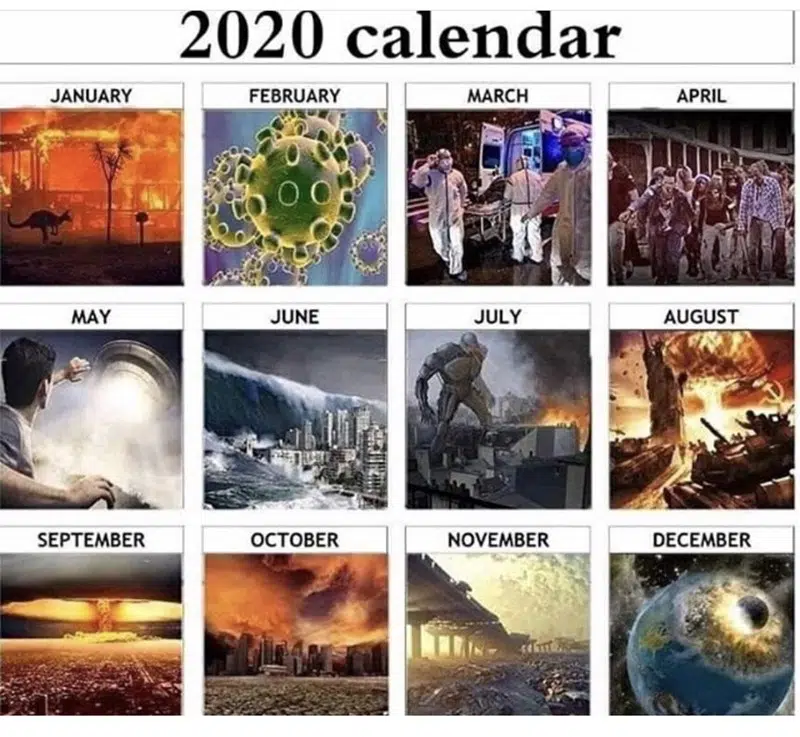 2020 calendar
JANUARY
FEBRUARY
MARCH
APRIL
MAY
JUNE
JULY
AUGUST
SEPTEMBER
OCTOBER
NOVEMBER
DECEMBER